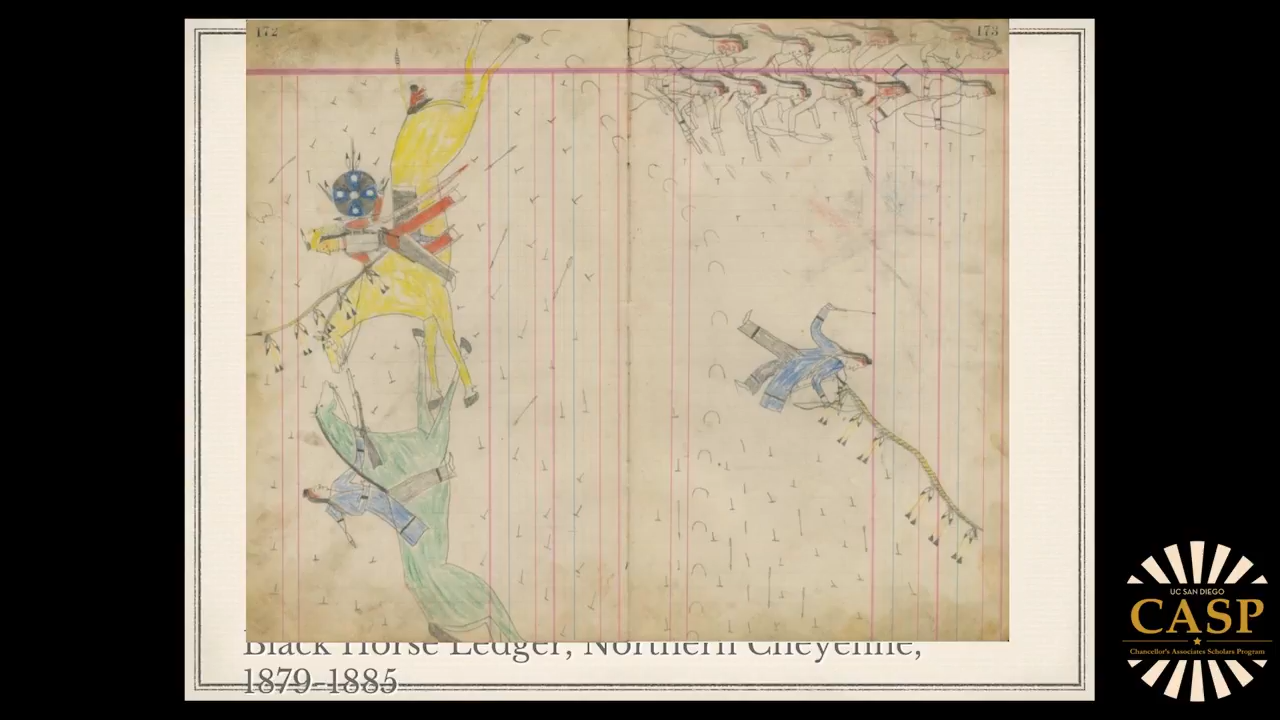 172
173
Black Horse Ledger, Northern Cheyenne,
1879-1885
UC SAN DIEGO
CASP
Chancellor's Associates Scholars Program